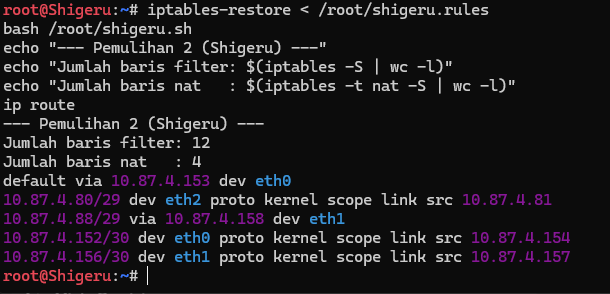 root@Shigeru:~# iptables-restore < /root/shigeru.rules
bash /root/shigeru.sh
echo "--- Pemulihan 2 (Shigeru) ---"
echo "Jumlah baris filter: $(iptables -S | wc -l)"
echo "Jumlah baris nat   : $(iptables -t nat -S | wc -l)"
ip route
--- Pemulihan 2 (Shigeru) ---
Jumlah baris filter: 12
Jumlah baris nat   : 4
default via 10.87.4.153 dev eth0
10.87.4.80/29 dev eth2 proto kernel scope link src 10.87.4.81
10.87.4.88/29 via 10.87.4.158 dev eth1
10.87.4.152/30 dev eth0 proto kernel scope link src 10.87.4.154
10.87.4.156/30 dev eth1 proto kernel scope link src 10.87.4.157
root@Shigeru:~#